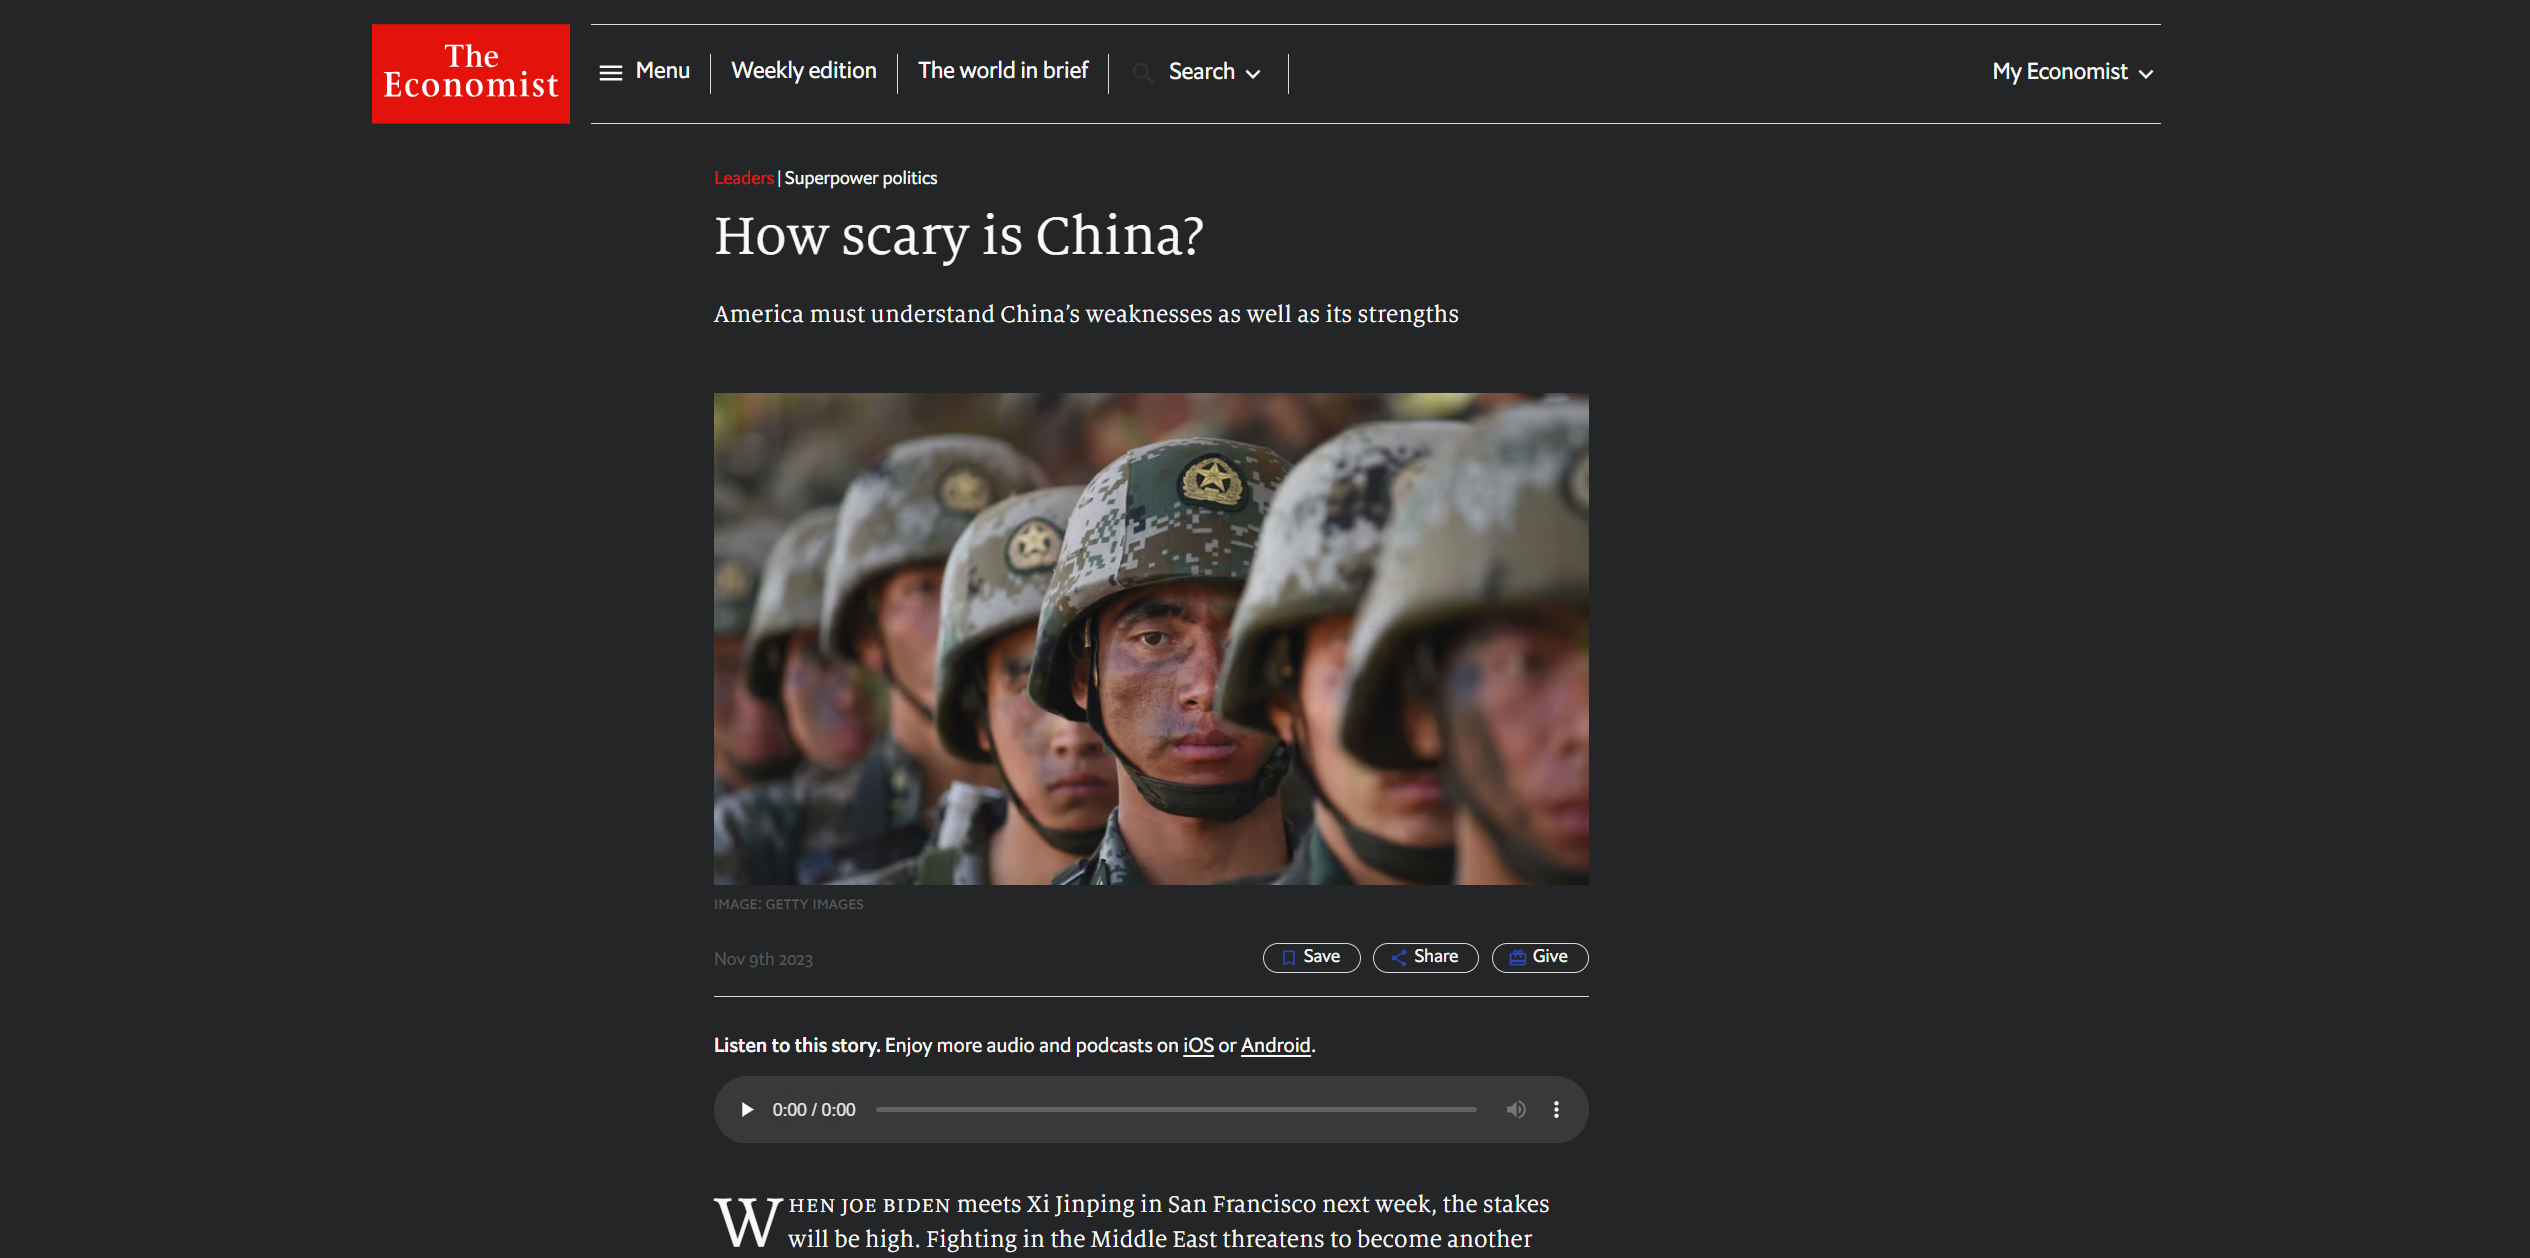 The
Economist
Menu
Weekly edition
The world in brief
Search
My Economist
Leaders | Superpower politics
How scary is China?
America must understand China’s weaknesses as well as its strengths
IMAGE: GETTY IMAGES
Nov 9th 2023
Save
Share
Give
Listen to this story. Enjoy more audio and podcasts on iOS or Android.
0:00 / 0:00
WHEN JOE BIDEN meets Xi Jinping in San Francisco next week, the stakes
will be high. Fighting in the Middle East threatens to become another